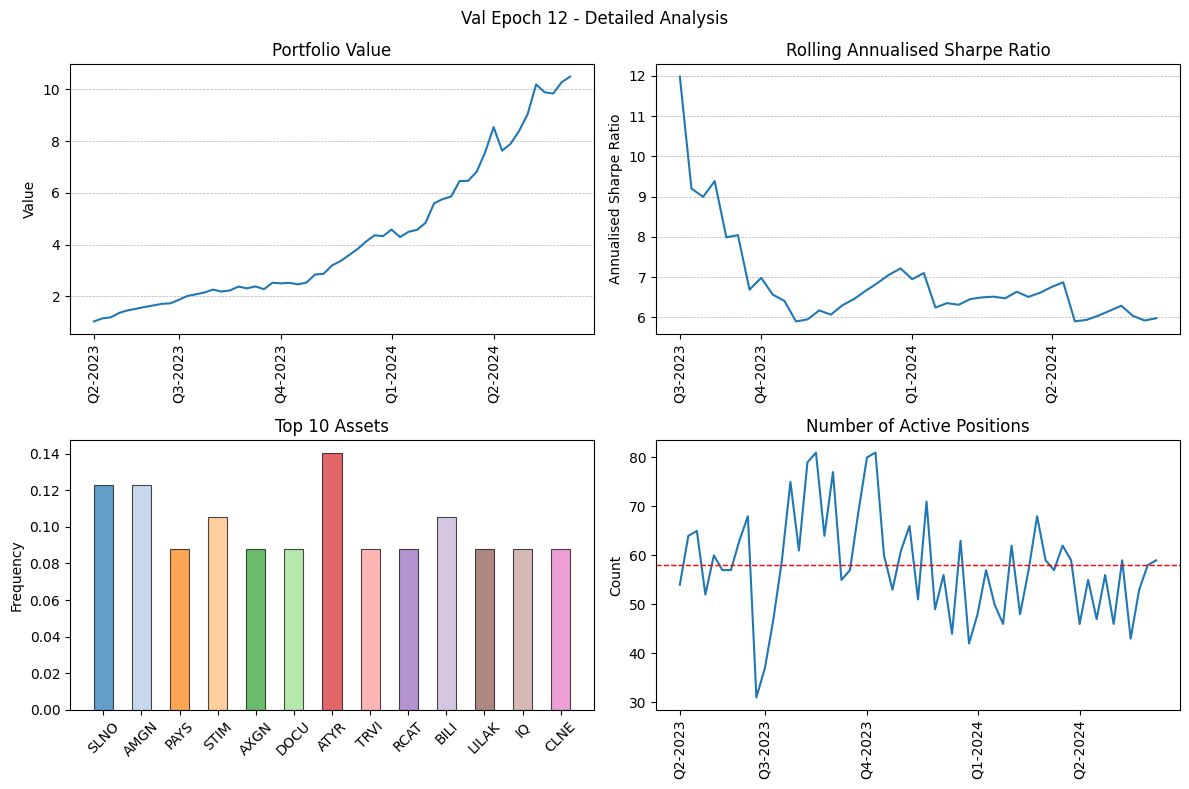 Val Epoch 12 - Detailed Analysis
Portfolio Value
Value
10
8
6
4
2
Q2-2023
Q3-2023
Q4-2023
Q1-2024
Q2-2024
Rolling Annualised Sharpe Ratio
Annualised Sharpe Ratio
12
11
10
9
8
7
6
Q3-2023
Q4-2023
Q1-2024
Q2-2024
Top 10 Assets
Frequency
0.14
0.12
0.10
0.08
0.06
0.04
0.02
0.00
SLNO
AMGN
PAYS
STIM
AXGN
DOCU
ATYR
TRVI
RCAT
BILI
LILAK
IQ
CLNE
Number of Active Positions
Count
80
70
60
50
40
30
Q2-2023
Q3-2023
Q4-2023
Q1-2024
Q2-2024